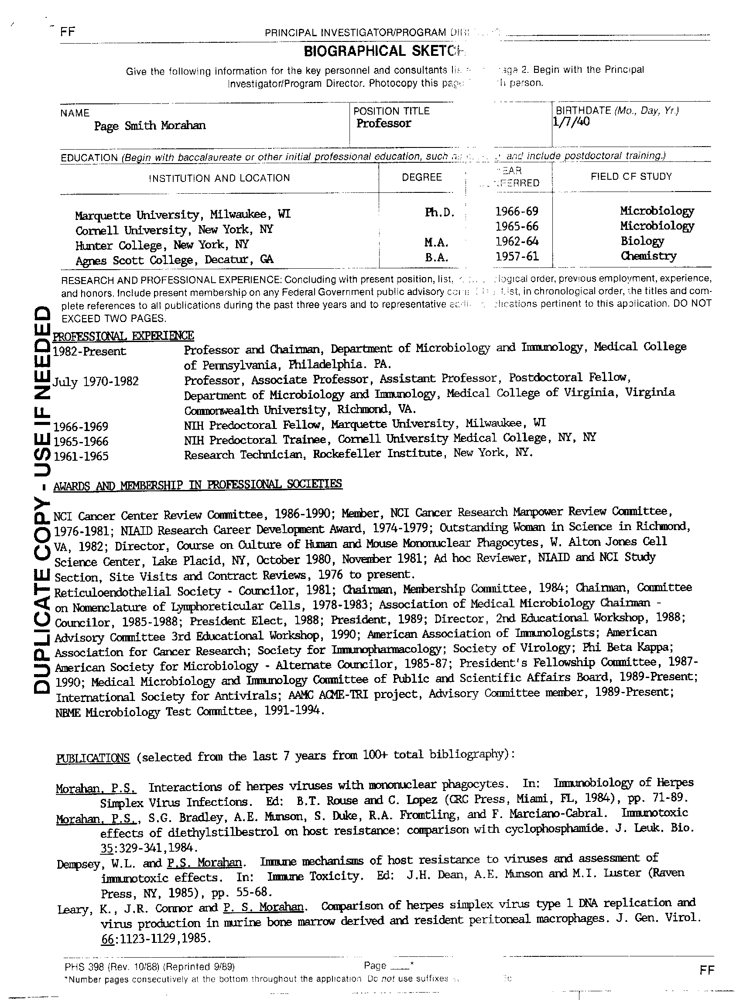 FF
PRINCIPAL INVESTIGATOR/PROGRAM
BIOGRAPHICAL SKETCH
Give the following information for the key personnel and consultants page 2. Begin with the Principal
Investigator/Program Director. Photocopy this page person.
NAME
Page Smith Morahan
POSITION TITLE
Professor
BIRTHDATE (Mo., Day, Yr.)
1/7/40
EDUCATION (Begin with baccalaureate or other initial professional education, such and include postdoctoral training.)
INSTITUTION AND LOCATION DEGREE YEAR CONFERRED FIELD OF STUDY
Marquette University, Milwaukee, WI Ph.D. 1966-69 Microbiology
Cornell University, New York, NY 1965-66 Microbiology
Hunter College, New York, NY M.A. 1962-64 Biology
Agnes Scott College, Decatur, GA B.A. 1957-61 Chemistry
RESEARCH AND PROFESSIONAL EXPERIENCE: Concluding with present position, list, order, previous employment, experience,
and honors. Include present membership on any Federal Government public advisory List, in chronological order, the titles and com-
plete references to all publications during the past three years and to representative publications pertinent to this application. DO NOT
EXCEED TWO PAGES.
DUPLICATE COPY - USE IF NEEDED
PROFESSIONAL EXPERIENCE
1982-Present Professor and Chairman, Department of Microbiology and Immunology, Medical College
of Pennsylvania, Philadelphia. PA.
July 1970-1982 Professor, Associate Professor, Assistant Professor, Postdoctoral Fellow,
Department of Microbiology and Immunology, Medical College of Virginia, Virginia
Commonwealth University, Richmond, VA.
1966-1969 NIH Predoctoral Fellow, Marquette University, Milwaukee, WI
1965-1966 NIH Predoctoral Trainee, Cornell University Medical College, NY, NY
1961-1965 Research Technician, Rockefeller Institute, New York, NY.
AWARDS AND MEMBERSHIP IN PROFESSIONAL SOCIETIES
NCI Cancer Center Review Committee, 1986-1990; Member, NCI Cancer Research Manpower Review Committee,
1976-1981; NIAID Research Career Development Award, 1974-1979; Outstanding Woman in Science in Richmond,
VA, 1982; Director, Course on Culture of Human and Mouse Mononuclear Phagocytes, W. Alton Jones Cell
Science Center, Lake Placid, NY, October 1980, November 1981; Ad hoc Reviewer, NIAID and NCI Study
Section, Site Visits and Contract Reviews, 1976 to present.
Reticuloendothelial Society - Councilor, 1981; Chairman, Membership Committee, 1984; Chairman, Committee
on Nomenclature of Lymphoreticular Cells, 1978-1983; Association of Medical Microbiology Chairman -
Councilor, 1985-1988; President Elect, 1988; President, 1989; Director, 2nd Educational Workshop, 1988;
Advisory Committee 3rd Educational Workshop, 1990; American Association of Immunologists; American
Association for Cancer Research; Society for Immunopharmacology; Society of Virology; Phi Beta Kappa;
American Society for Microbiology - Alternate Councilor, 1985-87; President's Fellowship Committee, 1987-
1990; Medical Microbiology and Immunology Committee of Public and Scientific Affairs Board, 1989-Present;
International Society for Antivirals; AAMC ACME-TRI project, Advisory Committee member, 1989-Present;
NBME Microbiology Test Committee, 1991-1994.
PUBLICATIONS (selected from the last 7 years from 100+ total bibliography):
Morahan, P.S. Interactions of herpes viruses with mononuclear phagocytes. In: Immunobiology of Herpes
Simplex Virus Infections. Ed: B.T. Rouse and C. Lopez (CRC Press, Miami, FL, 1984), pp. 71-89.
Morahan, P.S., S.G. Bradley, A.E. Munson, S. Duke, R.A. Fromtling, and F. Marciano-Cabral. Immunotoxic
effects of diethylstilbestrol on host resistance: comparison with cyclophosphamide. J. Leuk. Bio.
35:329-341,1984.
Dempsey, W.L. and P.S. Morahan. Immune mechanisms of host resistance to viruses and assessment of
immunotoxic effects. In: Immune Toxicity. Ed: J.H. Dean, A.E. Munson and M.I. Luster (Raven
Press, NY, 1985), pp. 55-68.
Leary, K., J.R. Connor and P. S. Morahan. Comparison of herpes simplex virus type 1 DNA replication and
virus production in murine bone marrow derived and resident peritoneal macrophages. J. Gen. Virol.
66:1123-1129,1985.
PHS 398 (Rev. 10/88) (Reprinted 9/89) Page ___* FF
*Number pages consecutively at the bottom throughout the application. Do not use suffixes